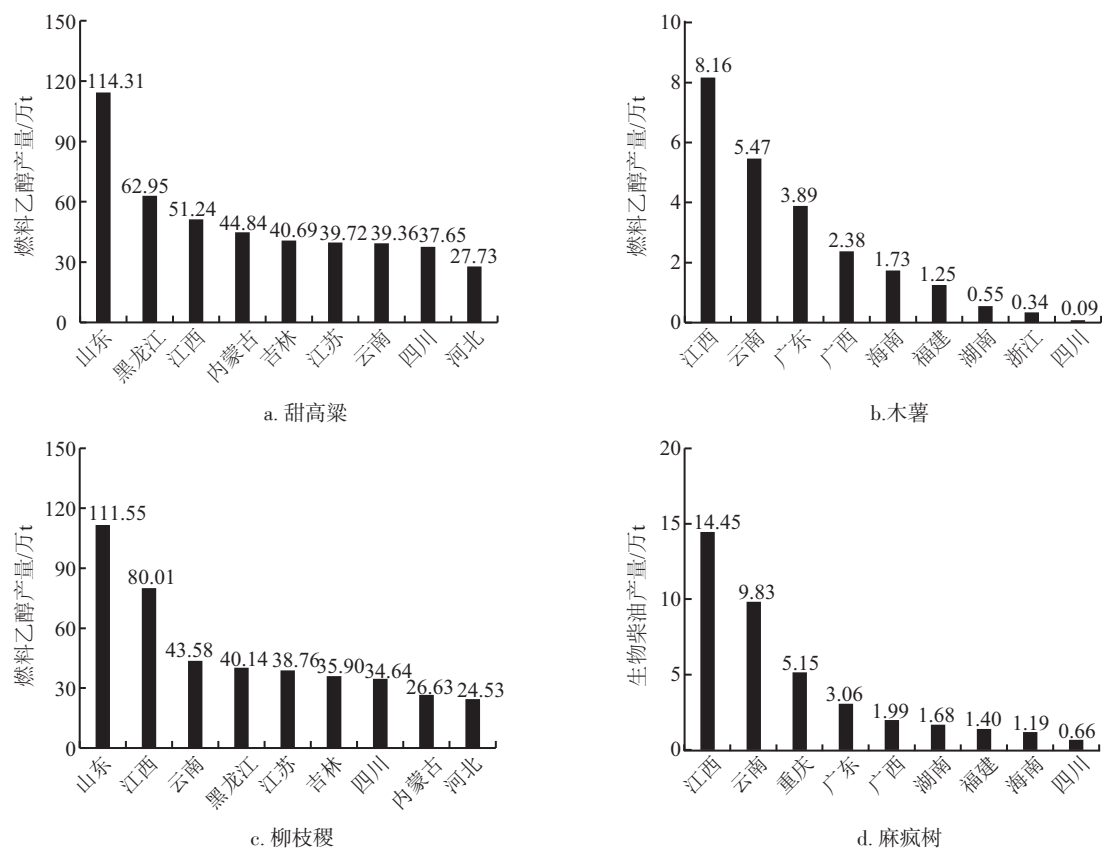 燃料乙醇产量/万t
150
120
90
60
30
0
114.31
62.95
51.24
44.84
40.69
39.72
39.36
37.65
27.73
山东
黑龙江
江西
内蒙古
吉林
江苏
云南
四川
河北
a. 甜高粱
燃料乙醇产量/万t
10
8
6
4
2
0
8.16
5.47
3.89
2.38
1.73
1.25
0.55
0.34
0.09
江西
云南
广东
广西
海南
福建
湖南
浙江
四川
b.木薯
燃料乙醇产量/万t
150
120
90
60
30
0
111.55
80.01
43.58
40.14
38.76
35.90
34.64
26.63
24.53
山东
江西
云南
黑龙江
江苏
吉林
四川
内蒙古
河北
c. 柳枝稷
生物柴油产量/万t
20
15
10
5
0
14.45
9.83
5.15
3.06
1.99
1.68
1.40
1.19
0.66
江西
云南
重庆
广东
广西
湖南
福建
海南
四川
d. 麻疯树